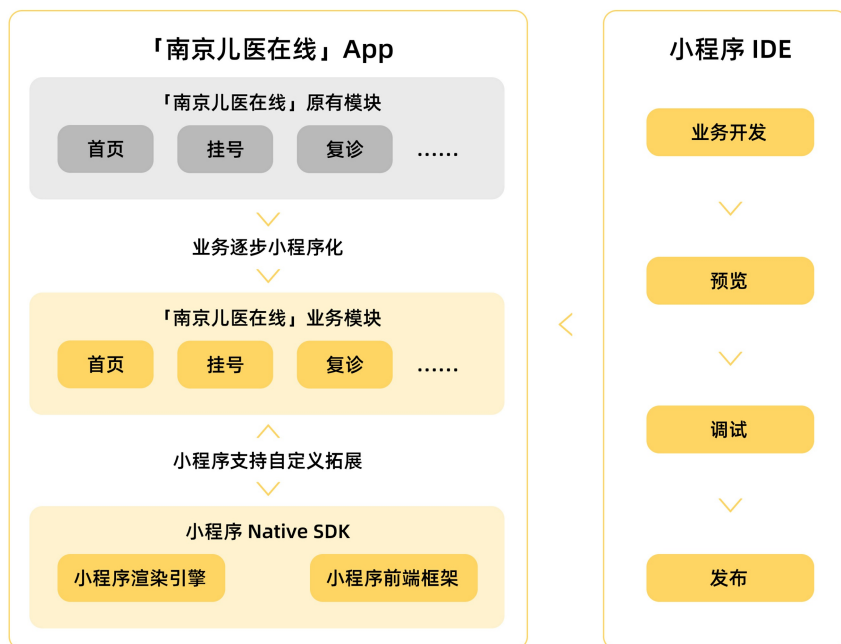 「南京儿医在线」App
「南京儿医在线」原有模块
首页
挂号
复诊
......
业务逐步小程序化
「南京儿医在线」业务模块
首页
挂号
复诊
......
小程序支持自定义拓展
小程序 Native SDK
小程序渲染引擎
小程序前端框架
小程序 IDE
业务开发
预览
调试
发布